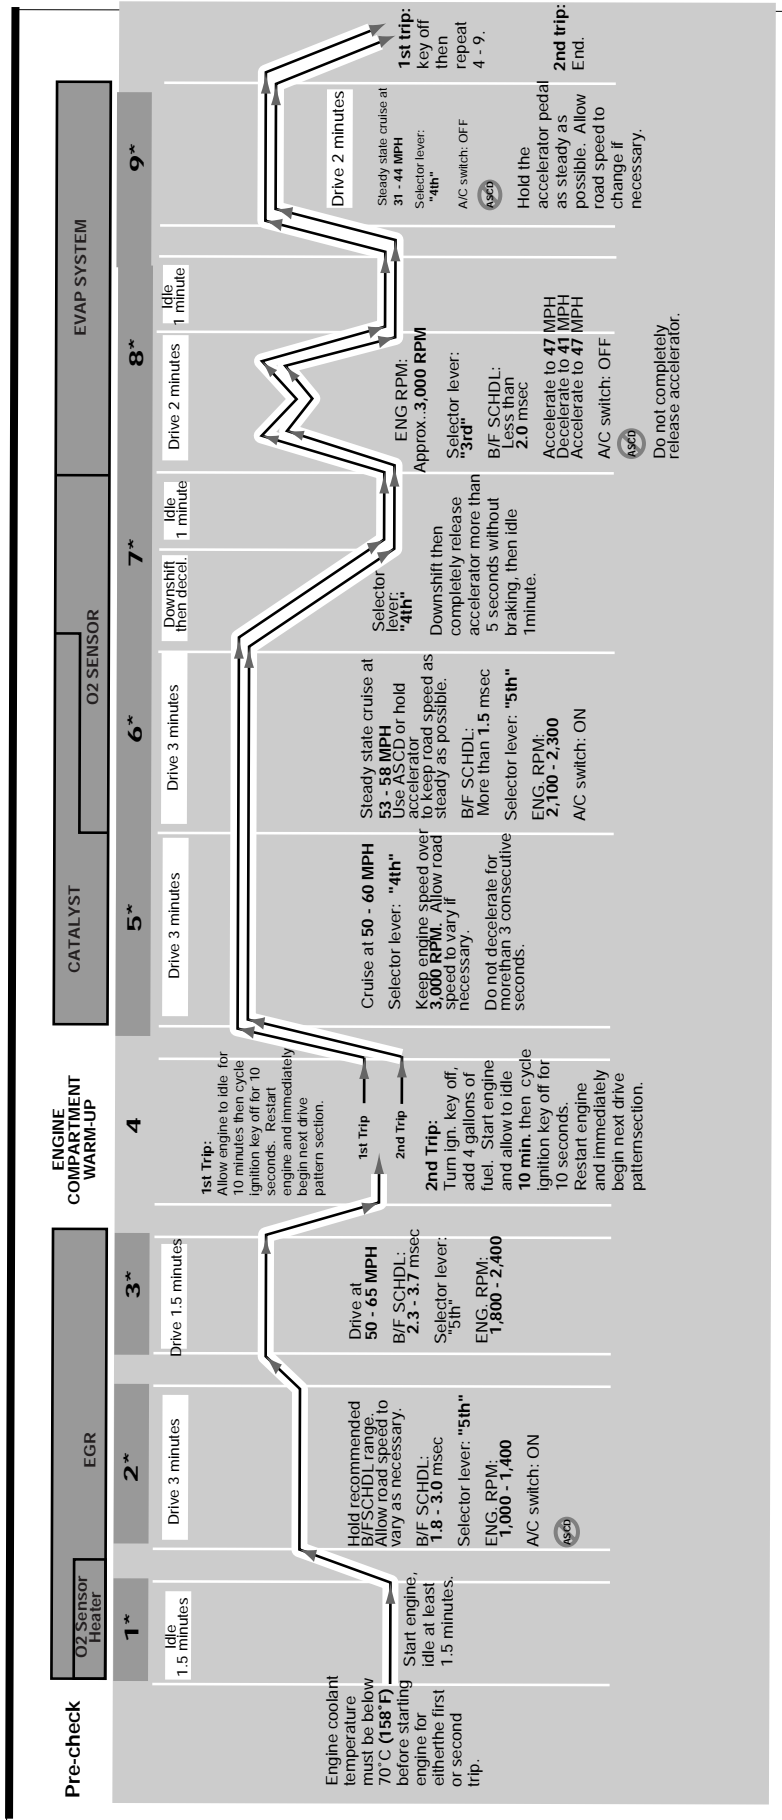 Pre-check
Engine coolant
temperature
must be below
70˚C (158˚F)
before starting
engine for
eitherthe first
or second
trip.
EGR
O2 Sensor
Heater
1*
Idle
1.5 minutes
Start engine,
idle at least
1.5 minutes.
2*
Drive 3 minutes
Hold recommended
B/FSCHDL range.
Allow road speed to
vary as necessary.
B/F SCHDL:
1.8 - 3.0 msec
Selector lever: "5th"
ENG. RPM:
1,000 - 1,400
A/C switch: ON
ASCD
3*
Drive 1.5 minutes
Drive at
50 - 65 MPH
B/F SCHDL:
2.3 - 3.7 msec
Selector lever:
"5th"
ENG. RPM:
1,800 - 2,400
ENGINE
COMPARTMENT
WARM-UP
4
1st Trip:
Allow engine to idle for
10 minutes then cycle
ignition key off for 10
seconds. Restart
engine and immediately
begin next drive
pattern section.
1st Trip
2nd Trip
2nd Trip:
Turn ign. key off,
add 4 gallons of
fuel. Start engine
and allow to idle
10 min. then cycle
ignition key off for
10 seconds.
Restart engine
and immediately
begin next drive
patternsection.
CATALYST
5*
Drive 3 minutes
Cruise at 50 - 60 MPH
Selector lever: "4th"
Keep engine speed over
3,000 RPM. Allow road
speed to vary if
necessary.
Do not decelerate for
morethan 3 consecutive
seconds.
O2 SENSOR
6*
Drive 3 minutes
Steady state cruise at
53 - 58 MPH
Use ASCD or hold
accelerator
to keep road speed as
steady as possible.
B/F SCHDL:
More than 1.5 msec
Selector lever: "5th"
ENG. RPM:
2,100 - 2,300
A/C switch: ON
7*
Downshift
then decel.
Idle
1 minute
Selector
lever:
"4th"
Downshift then
completely release
accelerator more than
5 seconds without
braking, then idle
1minute.
EVAP SYSTEM
8*
Drive 2 minutes
Idle
1 minute
ENG RPM:
Approx..3,000 RPM
Selector lever:
"3rd"
B/F SCHDL:
Less than
2.0 msec
Accelerate to 47 MPH
Decelerate to 41 MPH
Accelerate to 47 MPH
A/C switch: OFF
ASCD
Do not completely
release accelerator.
9*
Drive 2 minutes
Steady state cruise at
31 - 44 MPH
Selector lever:
"4th"
A/C switch: OFF
ASCD
Hold the
accelerator pedal
as steady as
possible. Allow
road speed to
change if
necessary.
1st trip:
key off
then
repeat
4 - 9.
2nd trip:
End.